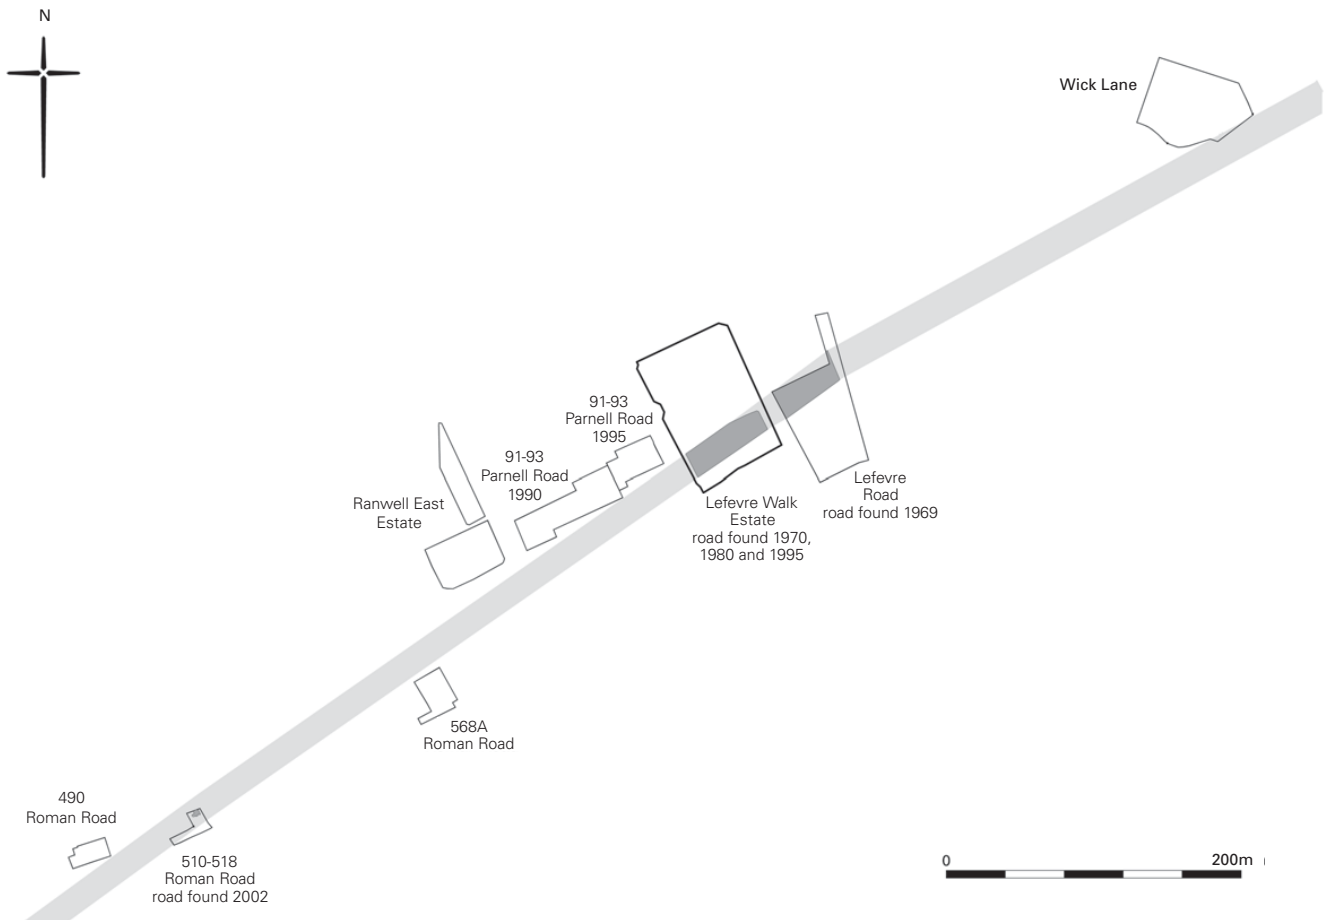 N
Wick Lane
91-93
Parnell Road
1995
91-93
Parnell Road
1990
Ranwell East
Estate
Lefevre
Road
road found 1969
Lefevre Walk
Estate
road found 1970,
1980 and 1995
568A
Roman Road
490
Roman Road
510-518
Roman Road
road found 2002
0
200m